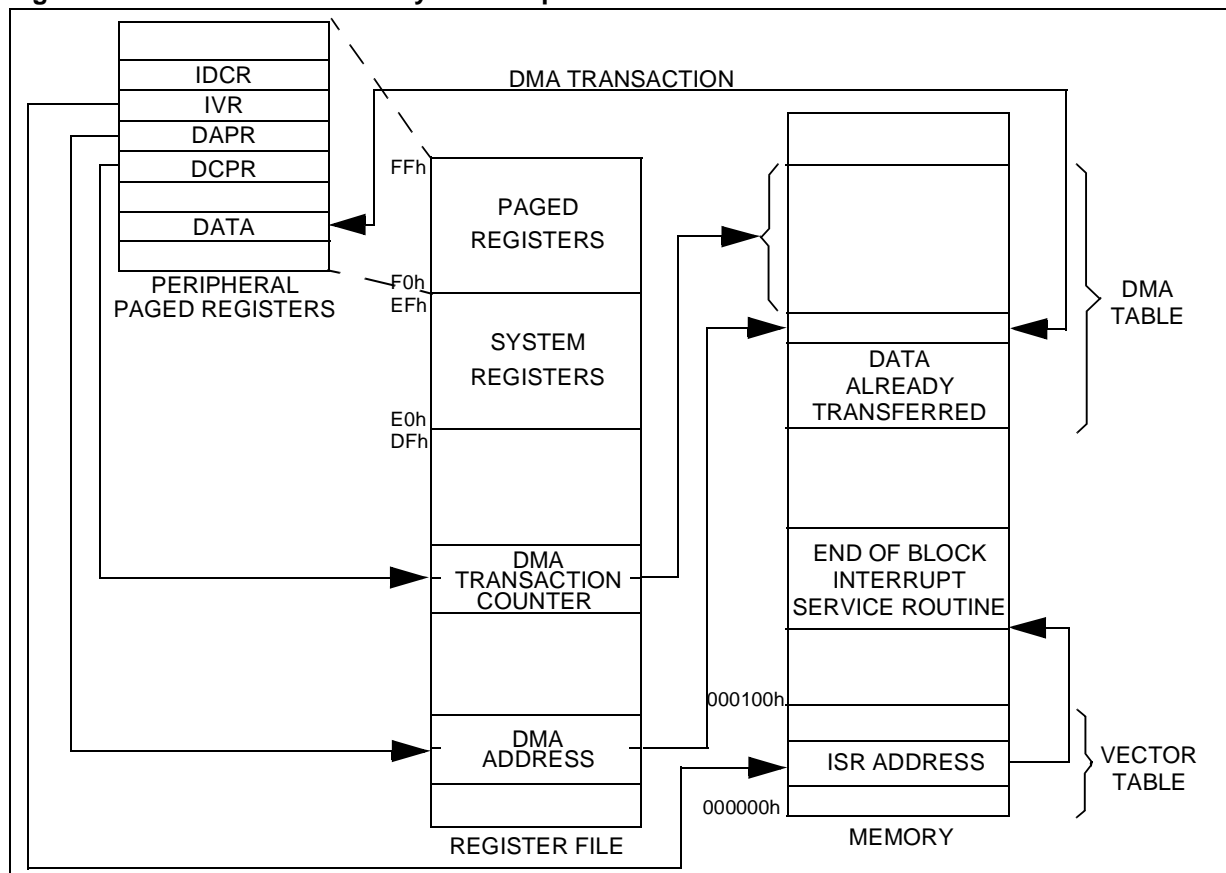 IDCR
IVR
DAPR
DCPR
DATA
PERIPHERAL
PAGED REGISTERS
DMA TRANSACTION
FFh
PAGED
REGISTERS
F0h
EFh
SYSTEM
REGISTERS
E0h
DFh
DMA
TRANSACTION
COUNTER
DMA
ADDRESS
REGISTER FILE
DMA
TABLE
DATA
ALREADY
TRANSFERRED
END OF BLOCK
INTERRUPT
SERVICE ROUTINE
000100h
ISR ADDRESS
VECTOR
TABLE
000000h
MEMORY